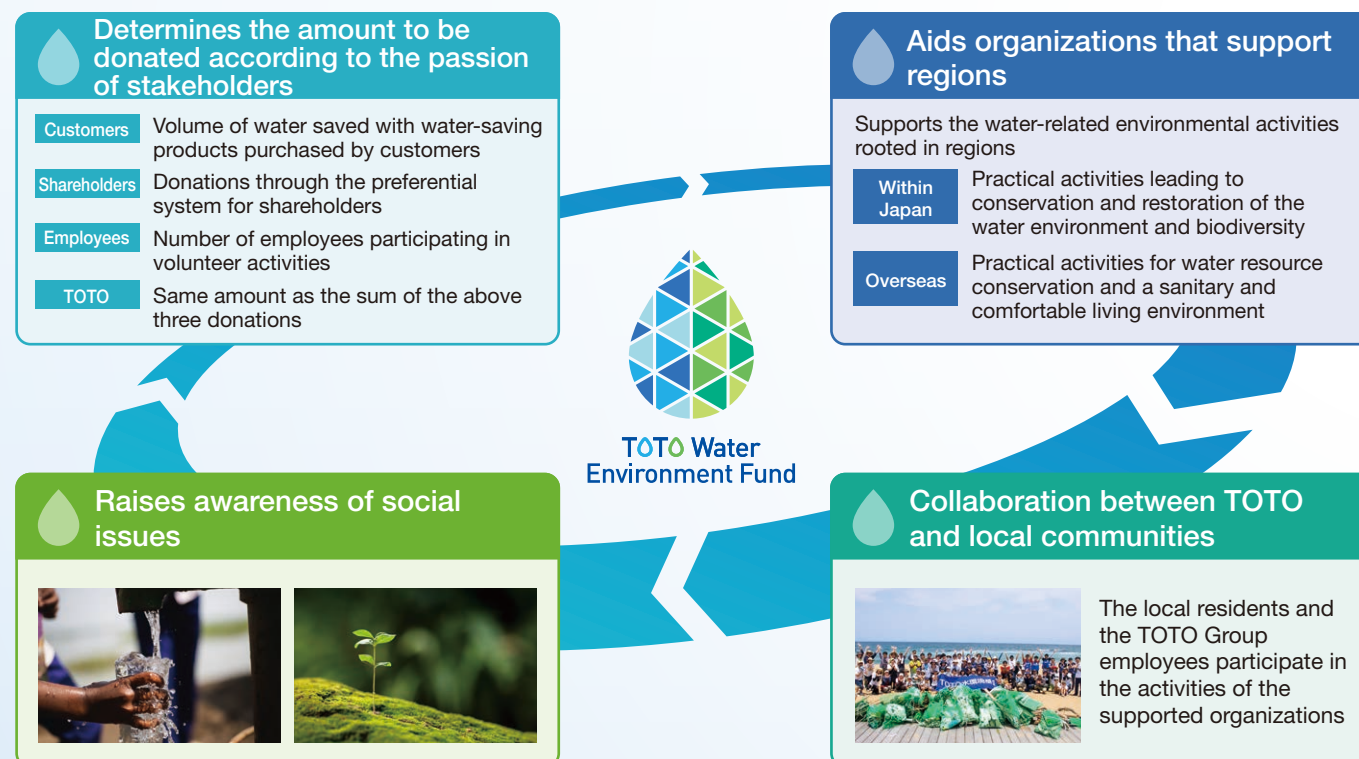 Determines the amount to be
donated according to the passion
of stakeholders
Customers
Volume of water saved with water-saving
products purchased by customers
Shareholders
Donations through the preferential
system for shareholders
Employees
Number of employees participating in
volunteer activities
TOTO
Same amount as the sum of the above
three donations
Aids organizations that support
regions
Supports the water-related environmental activities
rooted in regions
Within
Japan
Practical activities leading to
conservation and restoration of the
water environment and biodiversity
Overseas
Practical activities for water resource
conservation and a sanitary and
comfortable living environment
TOTO Water
Environment Fund
Raises awareness of social
issues
Collaboration between TOTO
and local communities
The local residents and
the TOTO Group
employees participate in
the activities of the
supported organizations